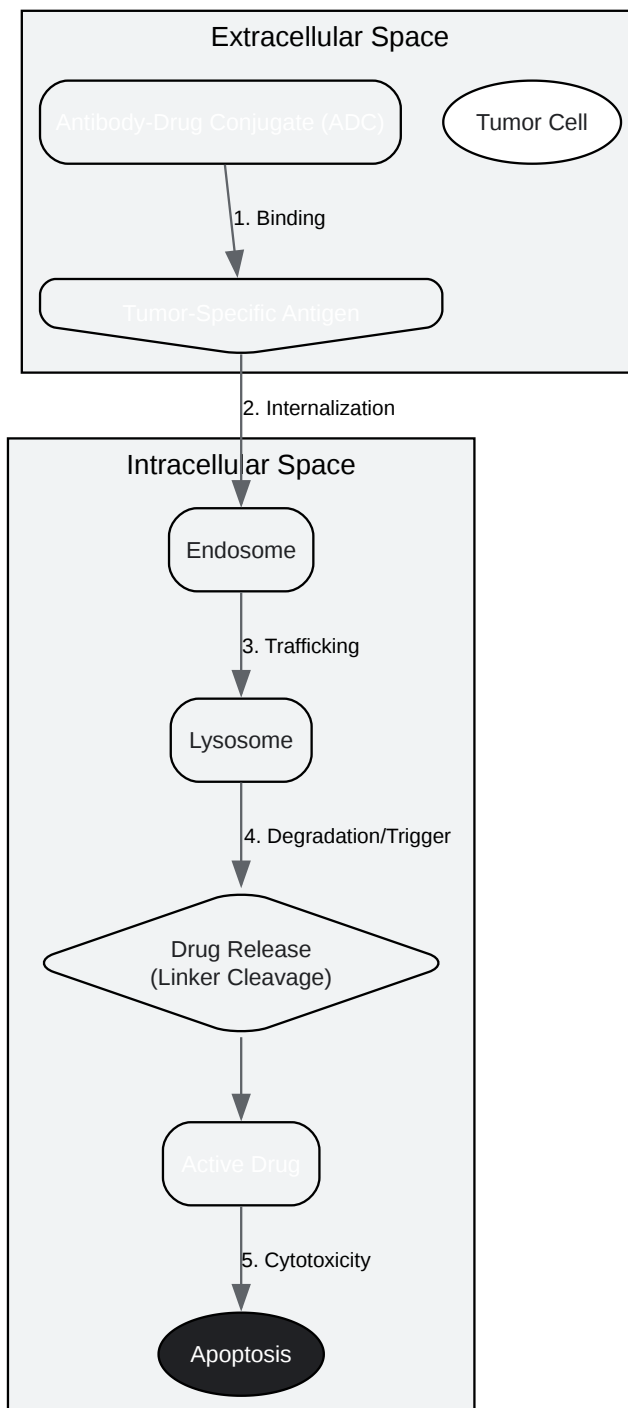 Extracellular Space
Antibody-Drug Conjugate (ADC)
Tumor Cell
1. Binding
Tumor-Specific Antigen
2. Internalization
Intracellular Space
Endosome
3. Trafficking
Lysosome
4. Degradation/Trigger
Drug Release
(Linker Cleavage)
Active Drug
5. Cytotoxicity
Apoptosis